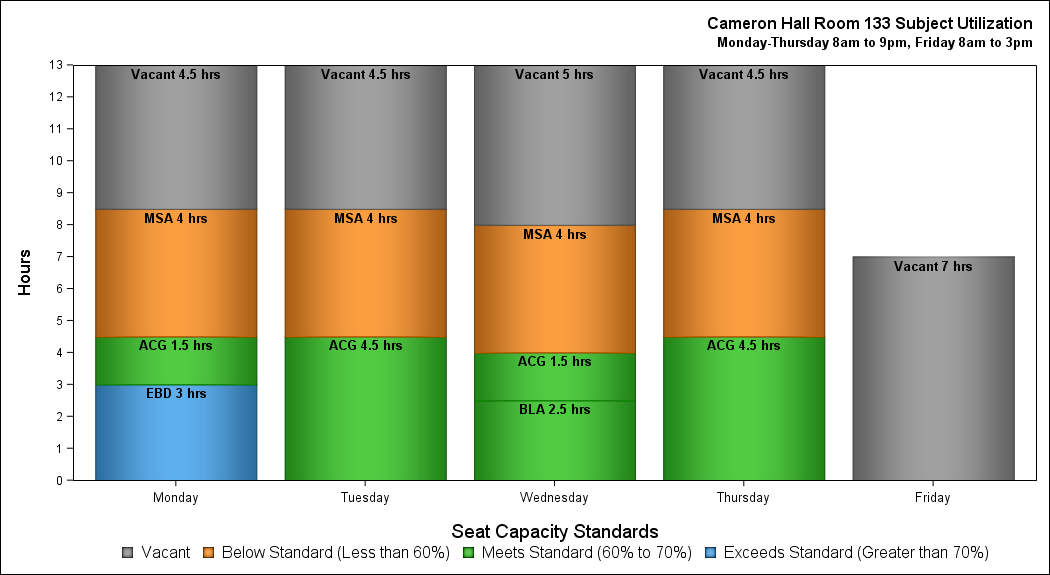 Cameron Hall Room 133 Subject Utilization
Monday-Thursday 8am to 9pm, Friday 8am to 3pm
Hours
13
12
11
10
9
8
7
6
5
4
3
2
1
0
Vacant 4.5 hrs
MSA 4 hrs
ACG 1.5 hrs
EBD 3 hrs
Vacant 4.5 hrs
MSA 4 hrs
ACG 4.5 hrs
Vacant 5 hrs
MSA 4 hrs
ACG 1.5 hrs
BLA 2.5 hrs
Vacant 4.5 hrs
MSA 4 hrs
ACG 4.5 hrs
Vacant 7 hrs
Monday Tuesday Wednesday Thursday Friday
Seat Capacity Standards
Vacant Below Standard (Less than 60%) Meets Standard (60% to 70%) Exceeds Standard (Greater than 70%)